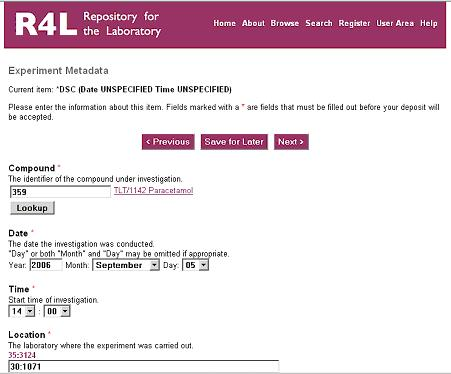 R4L Repository for the Laboratory
Home About Browse Search Register User Area Help
Experiment Metadata
Current item: "DSC (Date UNSPECIFIED Time UNSPECIFIED)
Please enter the information about this item. Fields marked with a * are fields that must be filled out before your deposit will
be accepted.
< Previous Save for Later Next >
Compound *
The identifier of the compound under investigation.
359 TLT/1142 Paracetamol
Lookup
Date *
The date the investigation was conducted.
"Day" or both "Month" and "Day" may be omitted if appropriate.
Year: 2006 Month: September Day: 05
Time *
Start time of investigation.
14 : 00
Location *
The laboratory where the experiment was carried out.
35:3124
30:1071